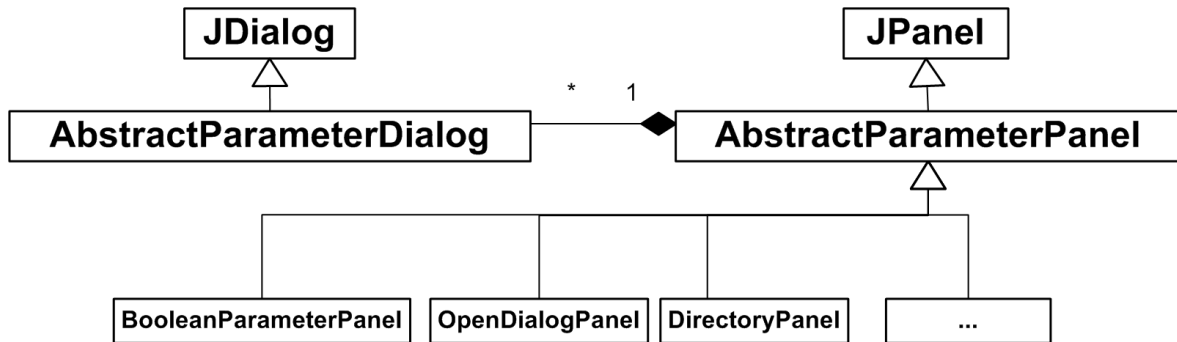 JDialog
JPanel
* 1
AbstractParameterDialog
AbstractParameterPanel
BooleanParameterPanel
OpenDialogPanel
DirectoryPanel
...